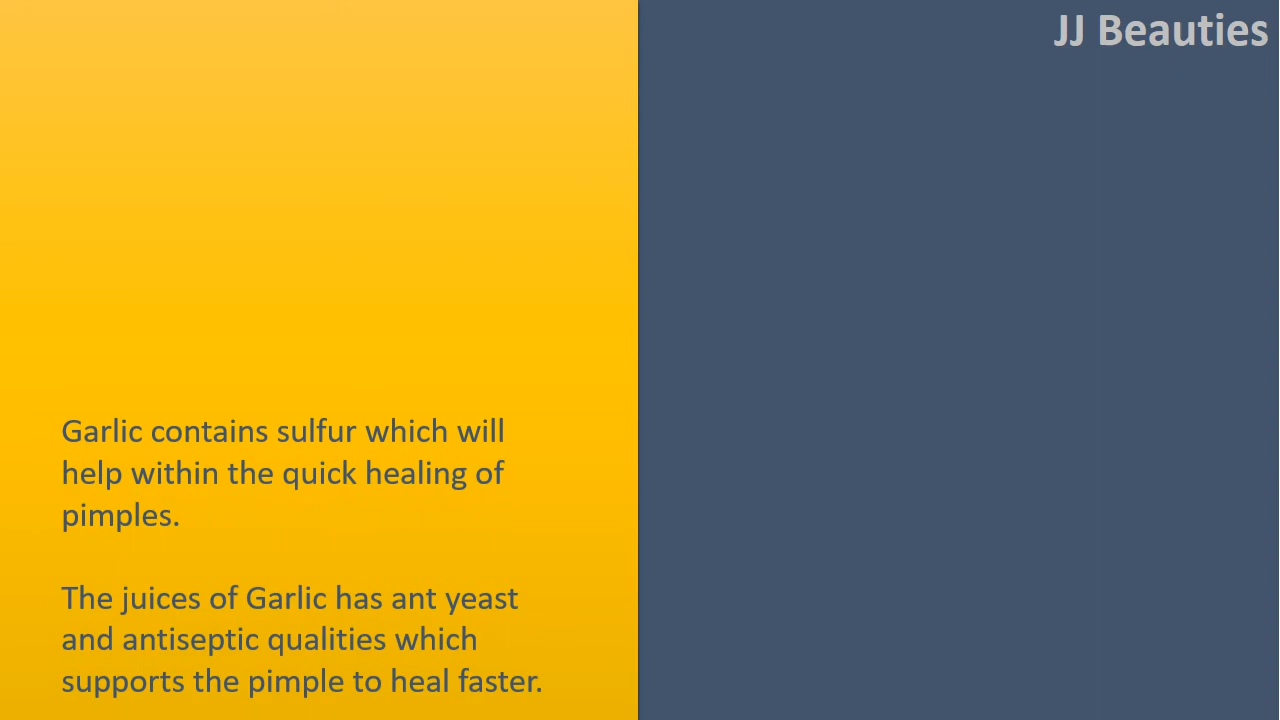 JJ Beauties
Garlic contains sulfur which will
help within the quick healing of
pimples.
The juices of Garlic has ant yeast
and antiseptic qualities which
supports the pimple to heal faster.